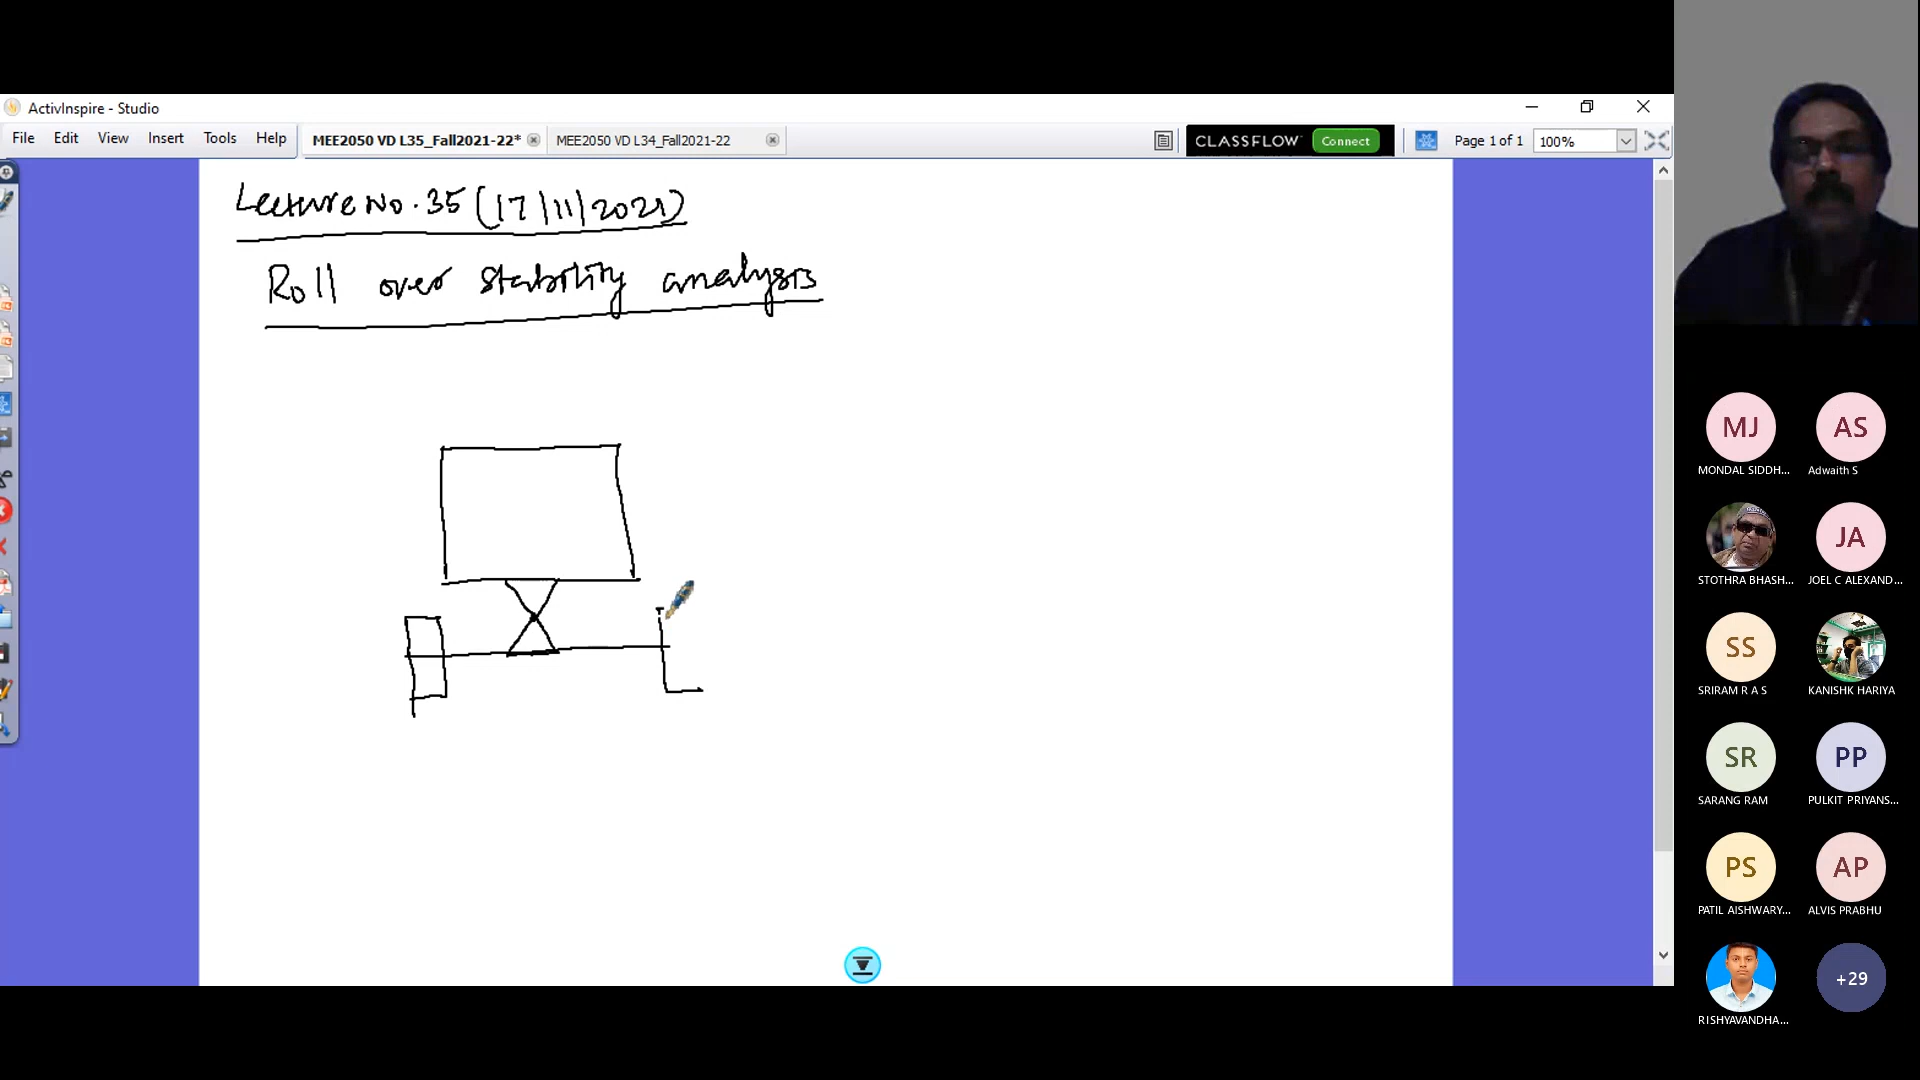 ActivInspire - Studio
File Edit View Insert Tools Help
MEE2050 VD L35_Fall2021-22*
MEE2050 VD L34_Fall2021-22
CLASSFLOW Connect
Page 1 of 1
100%
Lecture No. 35 (17/11/2021)
Roll over stability analysis
MJ
MONDAL SIDDH...
AS
Adwaith S
STOTHRA BHASH...
JA
JOEL C ALEXAND...
SS
SRIRAM R A S
KANISHK HARIYA
SR
SARANG RAM
PP
PULKIT PRIYANS...
PS
PATIL AISHWARY...
AP
ALVIS PRABHU
RISHYAVANDHA...
+29